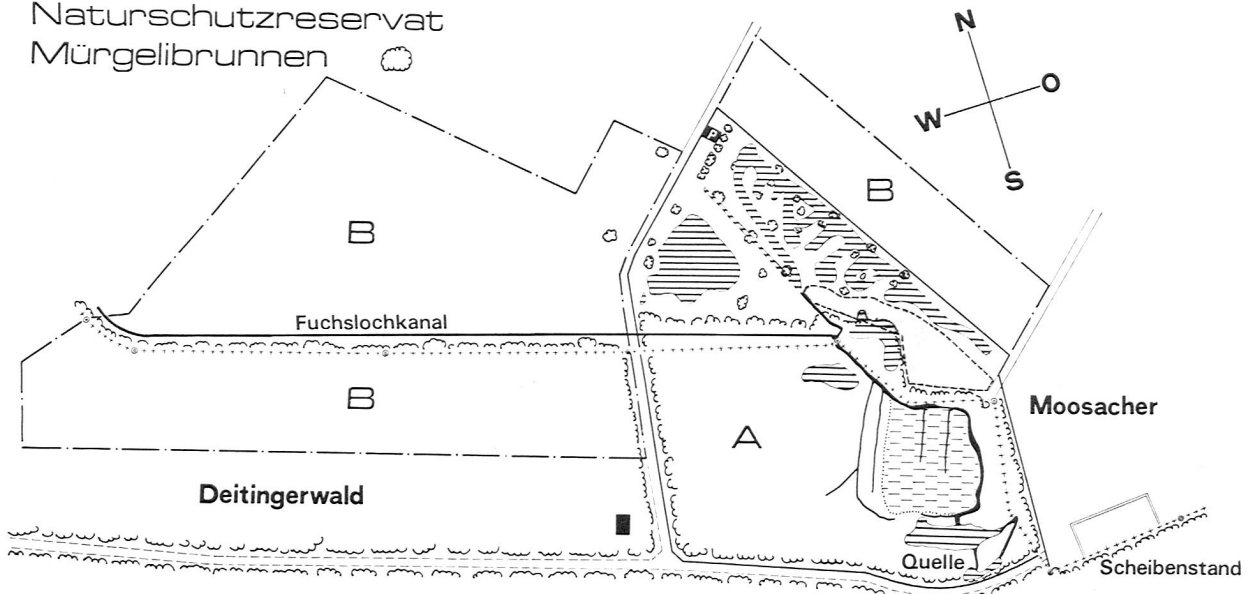 Naturschutzreservat
Mürgelibrunnen
N
O
W
S
P
B
B
Fuchslochkanal
B
A
Moosacher
Deitingerwald
Quelle
Scheibenstand